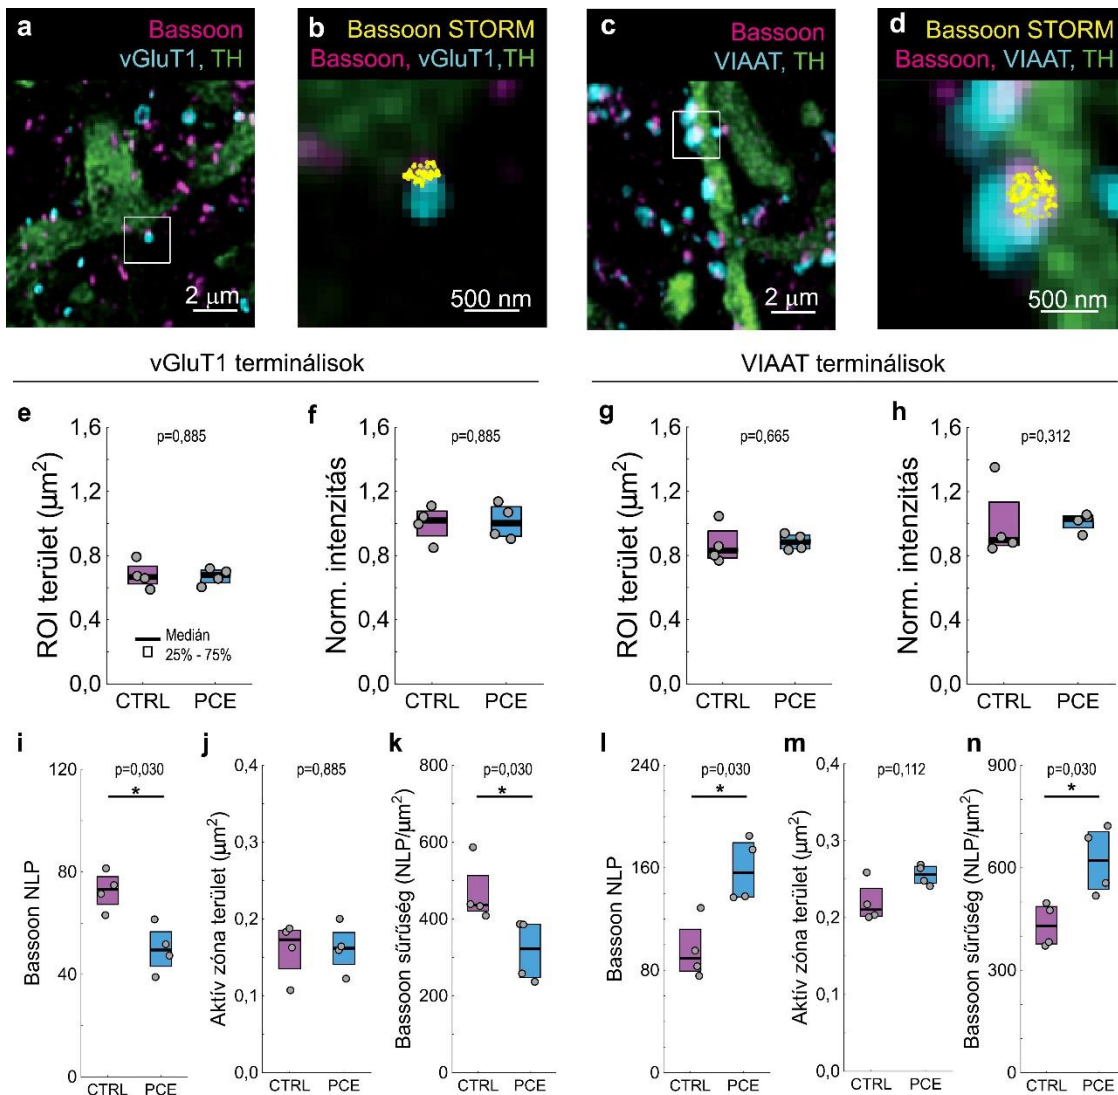 a
Bassoon
vGluT1, TH
2 μm
b
Bassoon STORM
Bassoon, vGluT1,TH
500 nm
c
Bassoon
VIAAT, TH
2 μm
d
Bassoon STORM
Bassoon, VIAAT, TH
500 nm
vGluT1 terminálisok
VIAAT terminálisok
e
ROI terület (μm²)
1,6
1,2
0,8
0,4
0,0
p=0,885
Medián
25% - 75%
CTRL PCE
f
Norm. intenzitás
1,6
1,2
0,8
0,4
0,0
p=0,885
CTRL PCE
g
ROI terület (μm²)
1,6
1,2
0,8
0,4
0,0
p=0,665
CTRL PCE
h
Norm. intenzitás
1,6
1,2
0,8
0,4
0,0
p=0,312
CTRL PCE
i
Bassoon NLP
120
80
40
0
p=0,030
*
CTRL PCE
j
Aktív zóna terület (μm²)
0,4
0,3
0,2
0,1
0,0
p=0,885
CTRL PCE
k
Bassoon sűrűség (NLP/μm²)
800
600
400
200
0
p=0,030
*
CTRL PCE
l
Bassoon NLP
240
160
80
0
p=0,030
*
CTRL PCE
m
Aktív zóna terület (μm²)
0,4
0,3
0,2
0,1
0,0
p=0,112
CTRL PCE
n
Bassoon sűrűség (NLP/μm²)
900
600
300
0
p=0,030
*
CTRL PCE